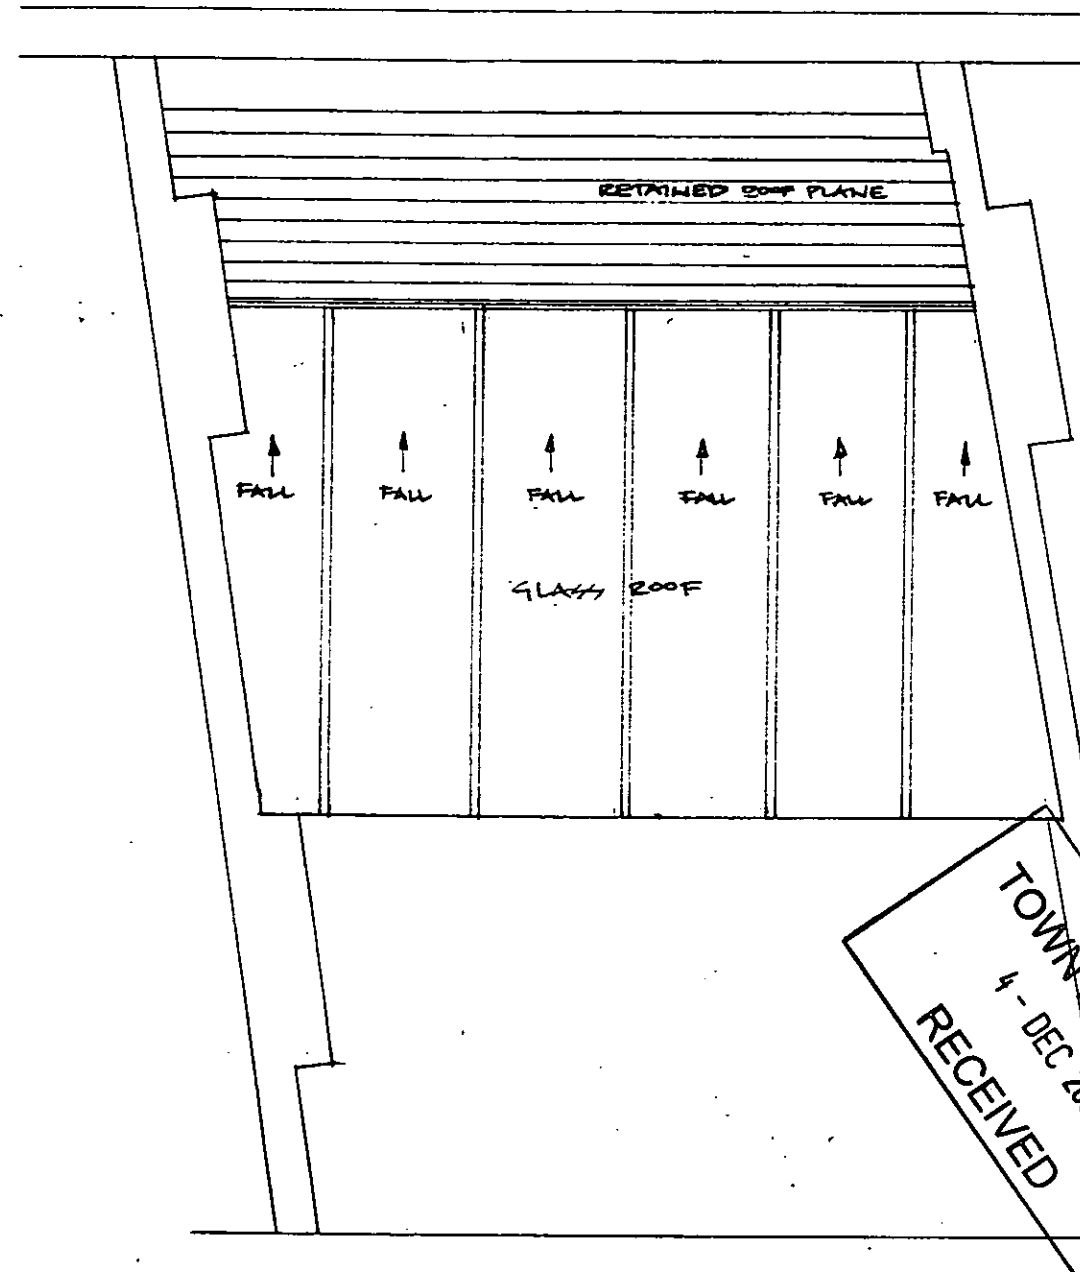 RETAINED ROOF PLANE
FALL FALL FALL FALL FALL FALL
GLASS ROOF
TOWN
4 - DEC
RECEIVED